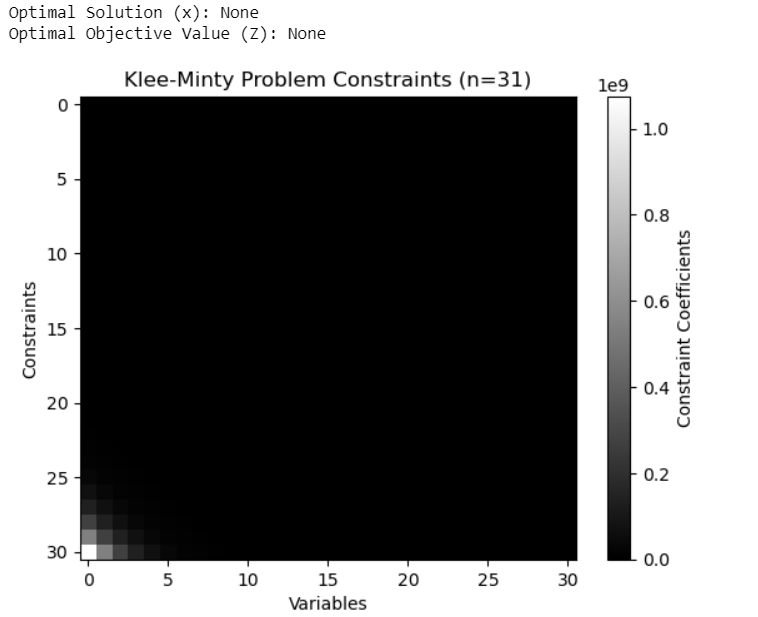 Optimal Solution (x): None
Optimal Objective Value (Z): None
Klee-Minty Problem Constraints (n=31)
1e9
0
5
10
15
20
25
30
Constraints
0 5 10 15 20 25 30
Variables
1.0
0.8
0.6
0.4
0.2
0.0
Constraint Coefficients